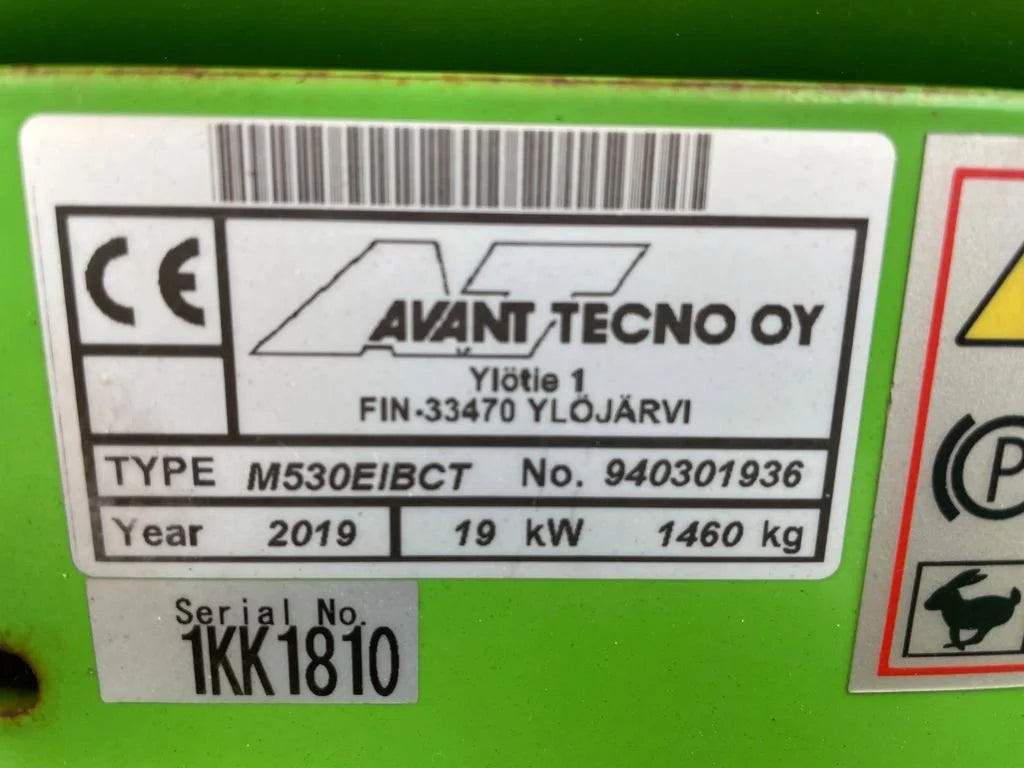 CE
AVANT TECNO OY
Ylötie 1
FIN-33470 YLÖJÄRVI
TYPE M530EIBCT No. 940301936
Year 2019 19 kW 1460 kg
Serial No.
1KK1810
P